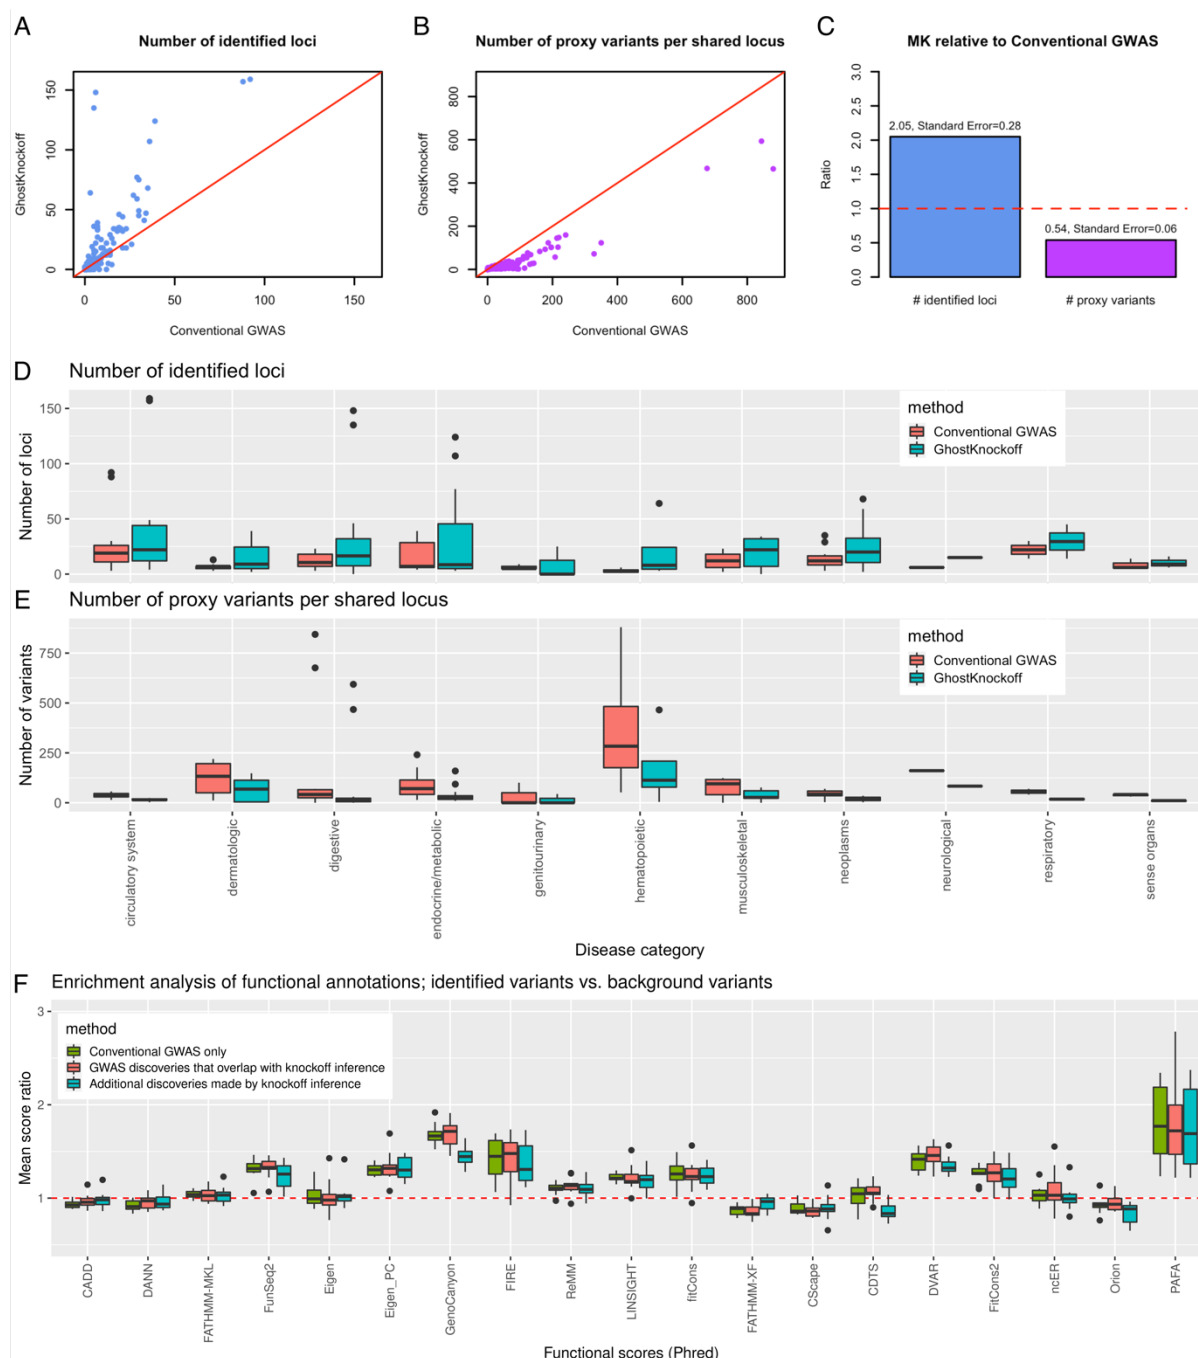 A
Number of identified loci
GhostKnockoff
150
100
50
0
0
50
100
150
Conventional GWAS
B
Number of proxy variants per shared locus
GhostKnockoff
800
600
400
200
0
0
200
400
600
800
Conventional GWAS
C
MK relative to Conventional GWAS
Ratio
3.0
2.5
2.0
1.5
1.0
0.5
0.0
2.05, Standard Error=0.28
0.54, Standard Error=0.06
# identified loci
# proxy variants
D
Number of identified loci
Number of loci
150
100
50
0
method
Conventional GWAS
GhostKnockoff
E
Number of proxy variants per shared locus
Number of variants
750
500
250
0
method
Conventional GWAS
GhostKnockoff
circulatory system
dermatologic
digestive
endocrine/metabolic
genitourinary
hematopoietic
musculoskeletal
neoplasms
neurological
respiratory
sense organs
Disease category
F
Enrichment analysis of functional annotations; identified variants vs. background variants
Mean score ratio
3
2
1
method
Conventional GWAS only
GWAS discoveries that overlap with knockoff inference
Additional discoveries made by knockoff inference
CADD
DANN
FATHMM-MKL
FunSeq2
Eigen
Eigen_PC
GenoCanyon
FIRE
ReMM
LINSIGHT
fitCons
FATHMM-XF
CScape
CDTS
DVAR
FitCons2
ncER
Orion
PAFA
Functional scores (Phred)